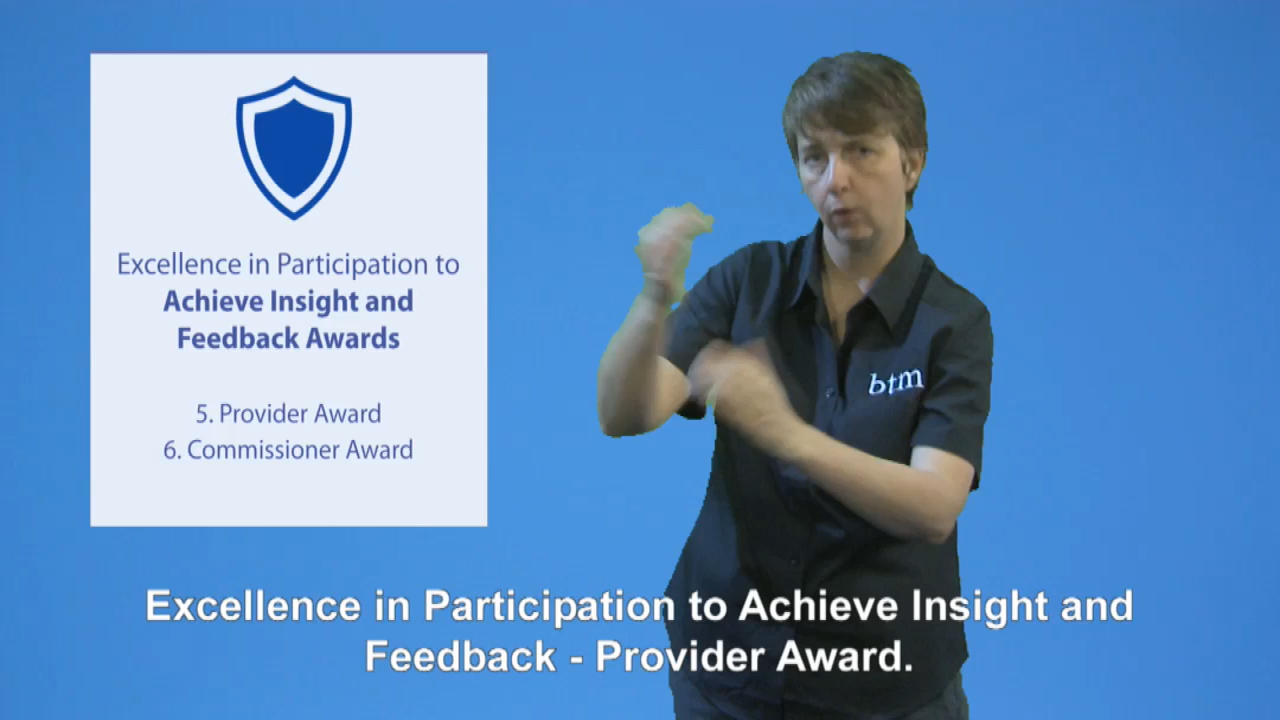 Excellence in Participation to
Achieve Insight and
Feedback Awards
5. Provider Award
6. Commissioner Award
btm
Excellence in Participation to Achieve Insight and
Feedback - Provider Award.